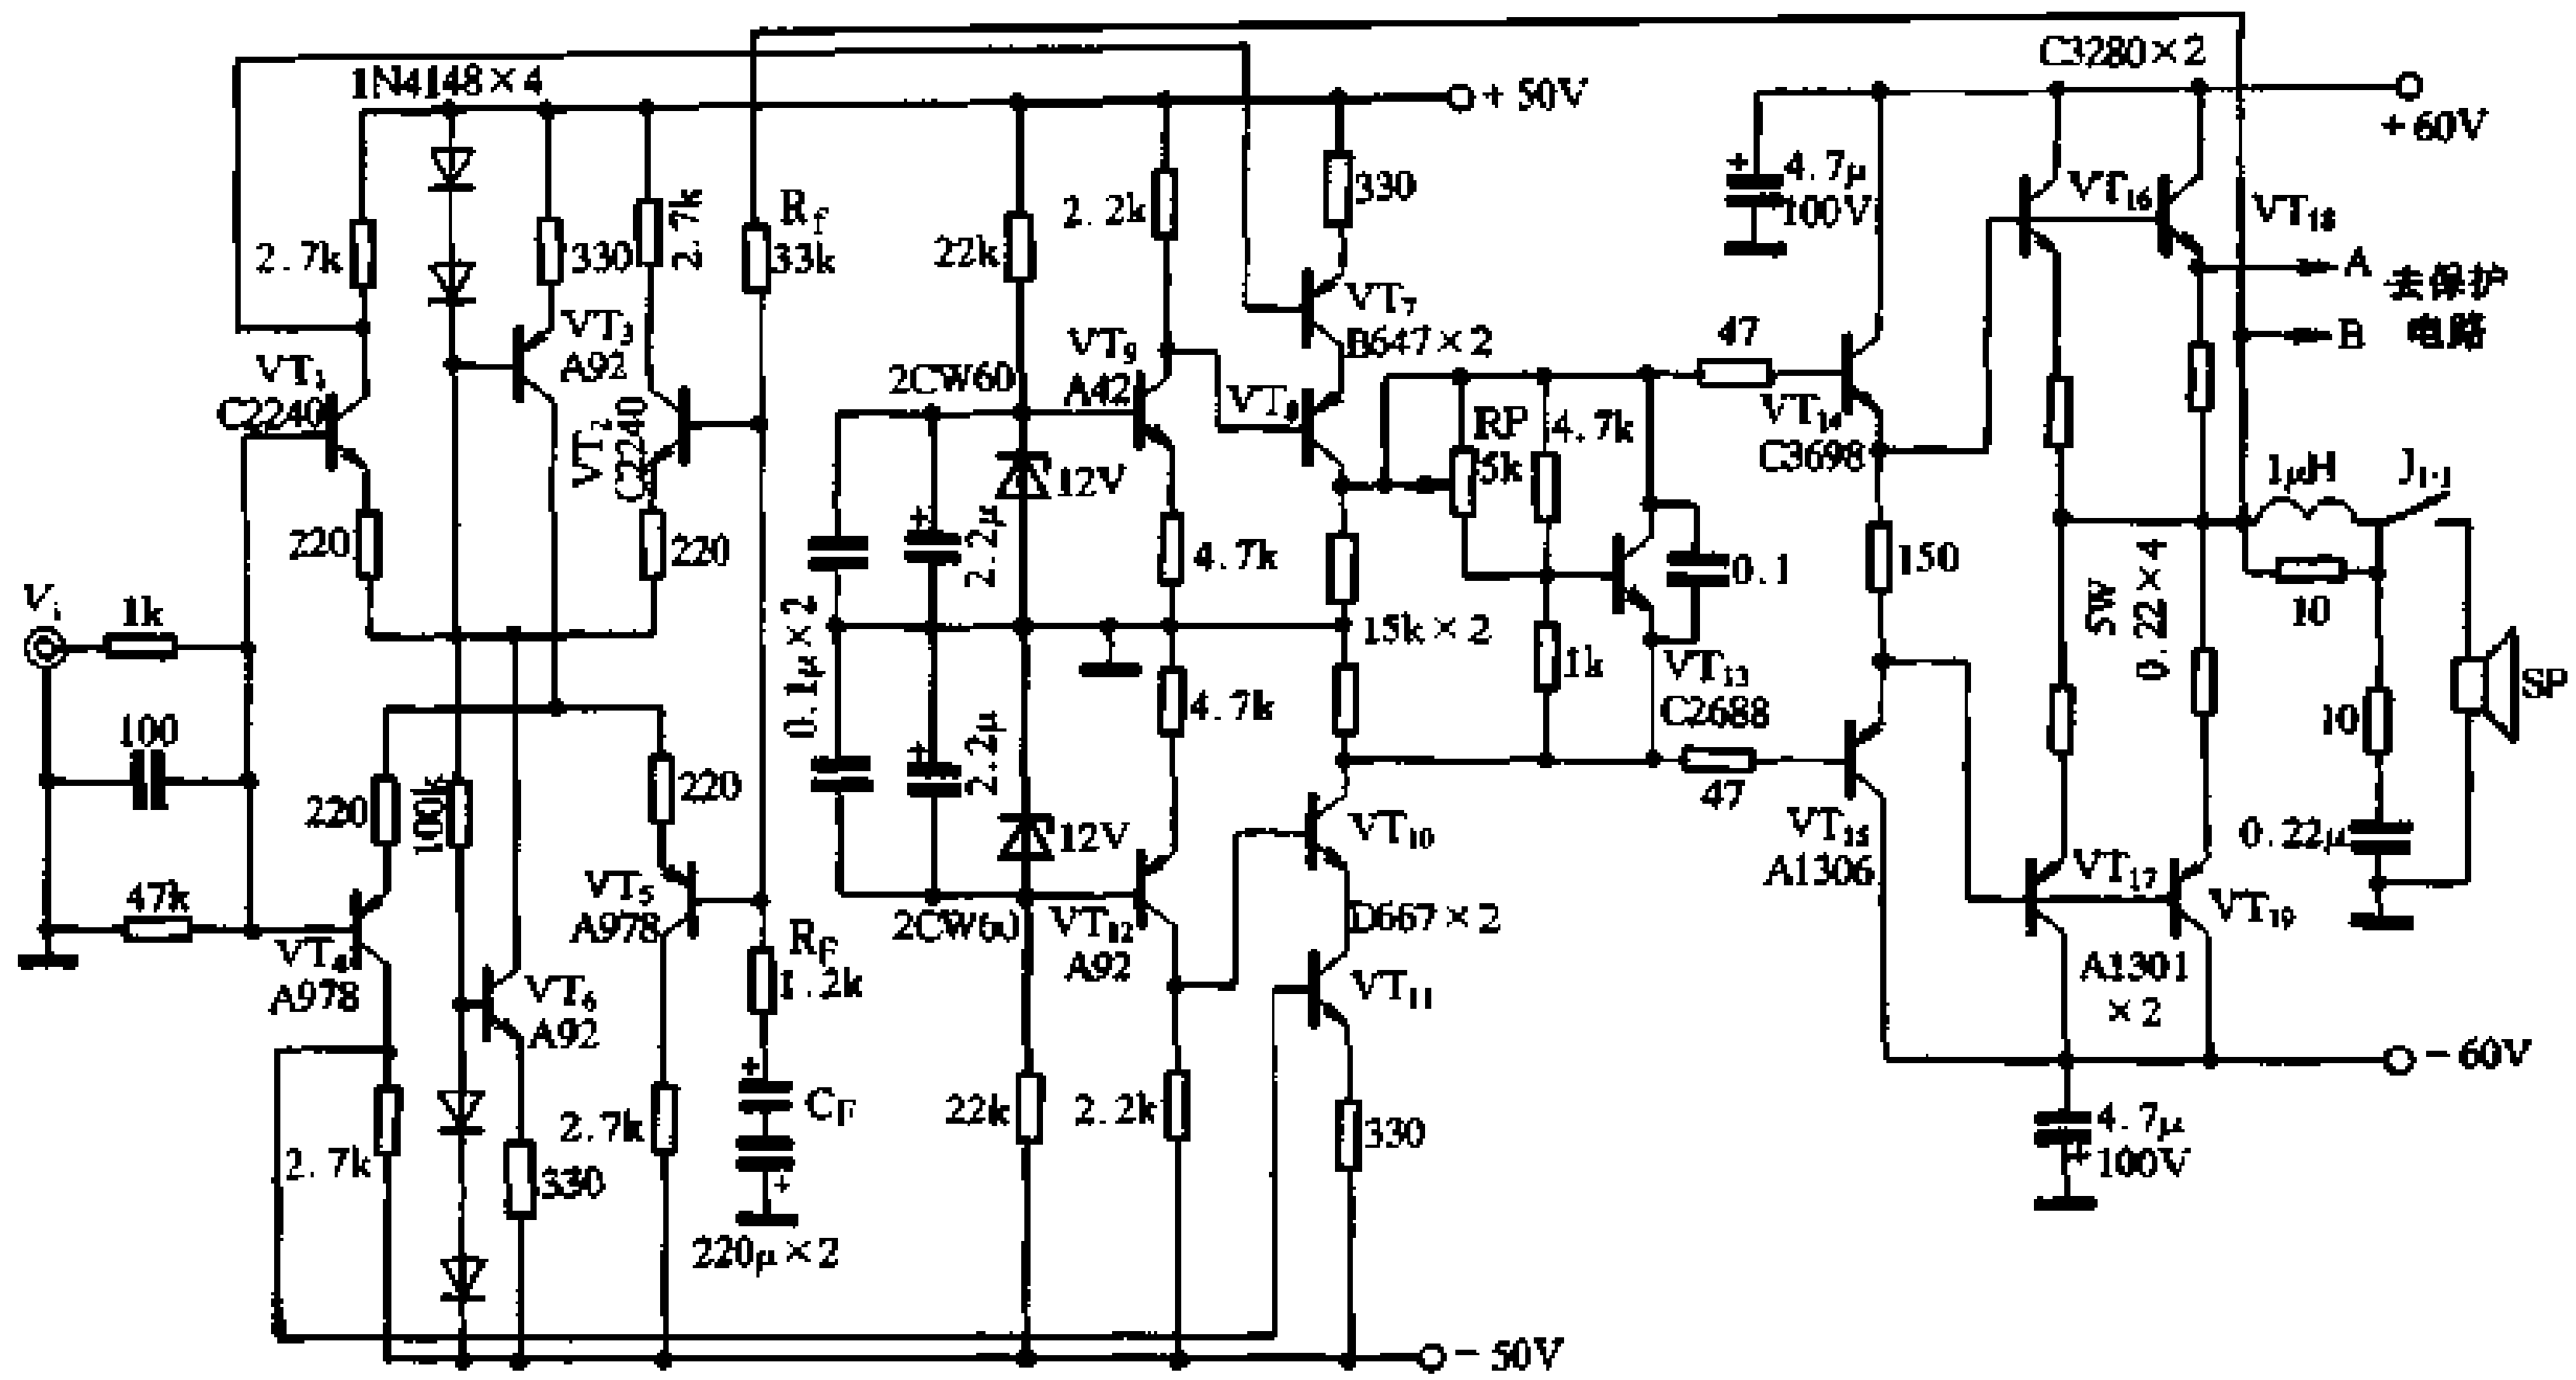 C3280×2
1N4148×4
+50V
+60V
4.7μ
100V
330
VT16
VT18
2.2k
Rf
33k
2.7k
330
2.7k
22k
A
去保护
电路
B
VT7
B647×2
47
VT3
A92
VT9
A42
VT1
C2240
2CW60
VT8
VT2
C2240
RP
5k
4.7k
VT14
C3698
12V
1μH
J1-1
220
220
2.2μ
4.7k
0.1
150
5W
0.22×4
10
Vi
1k
0.1μ×2
15k×2
1k
VT13
C2688
SP
100
2.2μ
4.7k
10
220
100k
220
47
12V
VT10
VT15
A1306
0.22μ
47k
VT5
A978
2CW60
VT12
A92
D667×2
VT17
VT19
VT4
A978
VT6
A92
RF
1.2k
VT11
A1301
×2
-60V
CF
2.7k
22k
2.2k
330
4.7μ
100V
2.7k
330
220μ×2
-50V